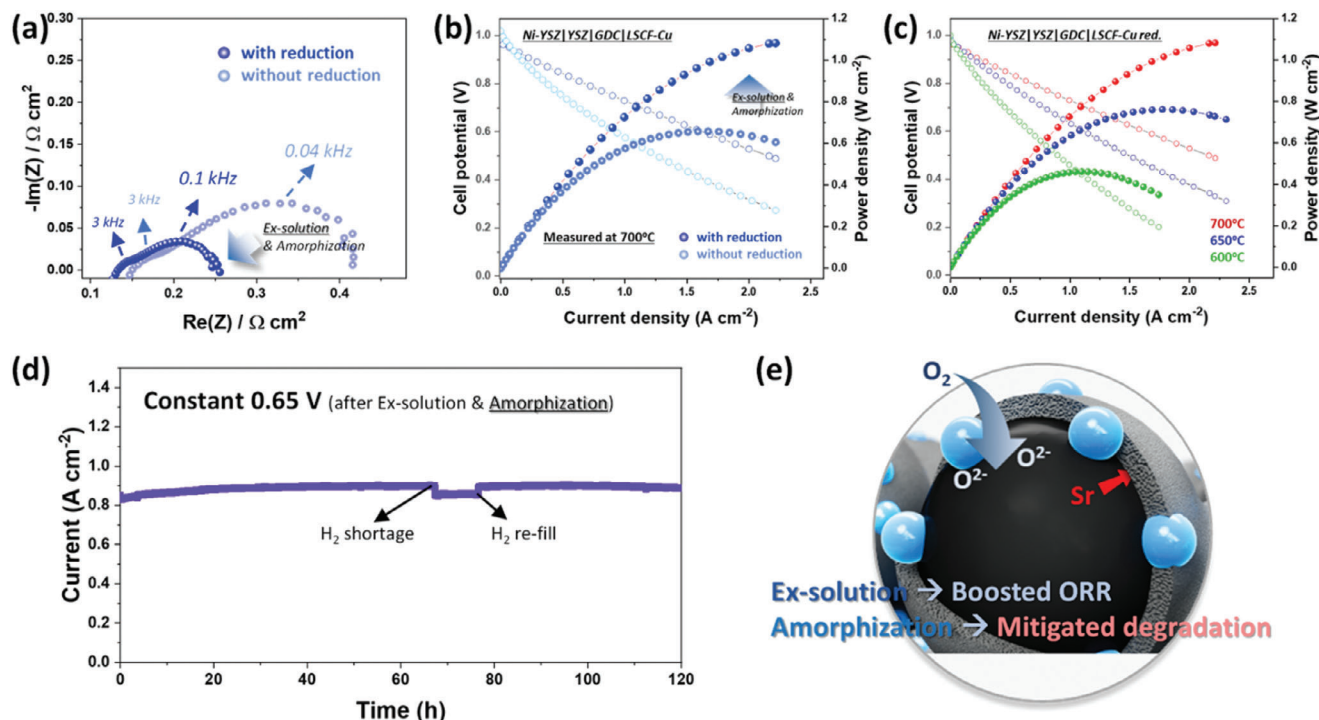 (a)
-0.30
0.25
0.20
0.15
0.10
0.05
0.00
-Im(Z) / Ω cm²
with reduction
without reduction
0.04 kHz
0.1 kHz
3 kHz
3 kHz
Ex-solution
& Amorphization
0.1
0.2
0.3
0.4
Re(Z) / Ω cm²
(b)
Ni-YSZ|YSZ|GDC|LSCF-Cu
1.0
0.8
0.6
0.4
0.2
0.0
Cell potential (V)
Ex-solution &
Amorphization
Measured at 700°C
with reduction
without reduction
1.2
1.0
0.8
0.6
0.4
0.2
0.0
Power density (W cm⁻²)
0.0
0.5
1.0
1.5
2.0
2.5
Current density (A cm⁻²)
(c)
Ni-YSZ|YSZ|GDC|LSCF-Cu red.
1.0
0.8
0.6
0.4
0.2
0.0
Cell potential (V)
700°C
650°C
600°C
1.2
1.0
0.8
0.6
0.4
0.2
0.0
Power density (W cm⁻²)
0.0
0.5
1.0
1.5
2.0
2.5
Current density (A cm⁻²)
(d)
Constant 0.65 V (after Ex-solution & Amorphization)
1.4
1.2
1.0
0.8
0.6
0.4
0.2
0.0
Current (A cm⁻²)
H₂ shortage
H₂ re-fill
0
20
40
60
80
100
120
Time (h)
(e)
O₂
O²⁻
O²⁻
Sr
Ex-solution → Boosted ORR
Amorphization → Mitigated degradation